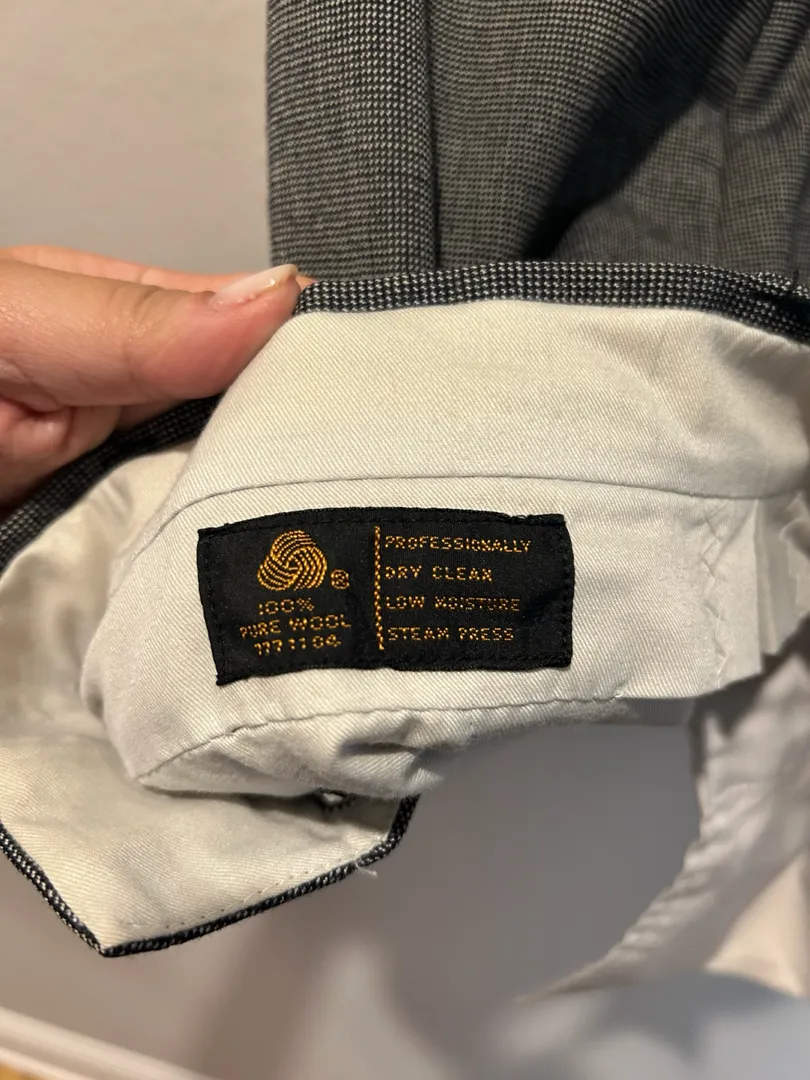 ®
100%
PURE WOOL
PROFESSIONALLY
DRY CLEAN
LOW MOISTURE
STEAM PRESS